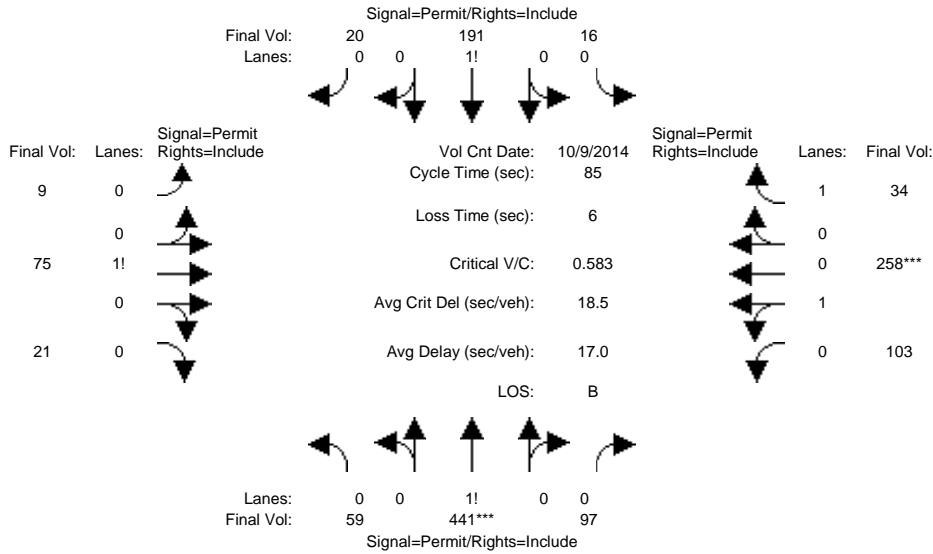 Signal=Permit/Rights=Include
Final Vol: 20 191 16
Lanes: 0 0 1! 0 0
Signal=Permit
Final Vol: Lanes: Rights=Include
Vol Cnt Date: 10/9/2014
Signal=Permit
Rights=Include Lanes: Final Vol:
Cycle Time (sec): 85
9 0
1 34
Loss Time (sec): 6
0
0
75 1!
Critical V/C: 0.583
0 258***
0
Avg Crit Del (sec/veh): 18.5
1
21 0
Avg Delay (sec/veh): 17.0
0 103
LOS: B
Lanes: 0 0 1! 0 0
Final Vol: 59 441*** 97
Signal=Permit/Rights=Include